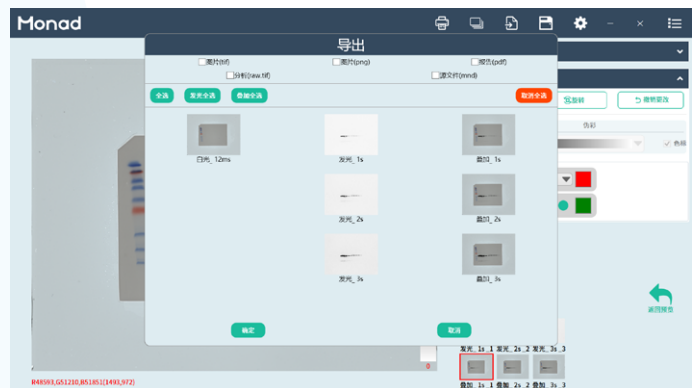 Monad
导出
图片(tif) 图片(png) 报告(pdf)
分析(raw.tif) 源文件(mnd)
全选 发光全选 叠加全选 取消全选
旋转 撤销更改
伪彩
色标
白光_12ms 发光_1s 叠加_1s
发光_2s 叠加_2s
发光_3s 叠加_3s
返回预览
确定 取消
发光_1s_1 发光_2s_2 发光_3s_3
0
R48593,G51210,B51851(1493,972)
叠加_1s_1 叠加_2s_2 叠加_3s_3